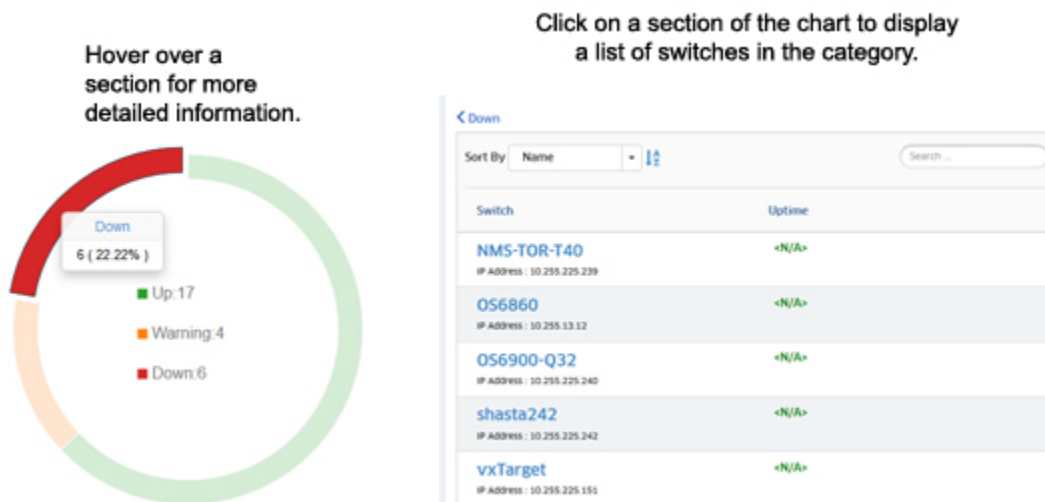 Click on a section of the chart to display
a list of switches in the category.
Hover over a
section for more
detailed information.
Down
6 ( 22.22% )
Up:17
Warning:4
Down:6
Down
Sort By Name
Search ...
Switch Uptime
NMS-TOR-T40 <N/A>
IP Address : 10.255.225.239
OS6860 <N/A>
IP Address : 10.255.13.12
OS6900-Q32 <N/A>
IP Address : 10.255.225.240
shasta242 <N/A>
IP Address : 10.255.225.242
vxTarget <N/A>
IP Address : 10.255.225.151